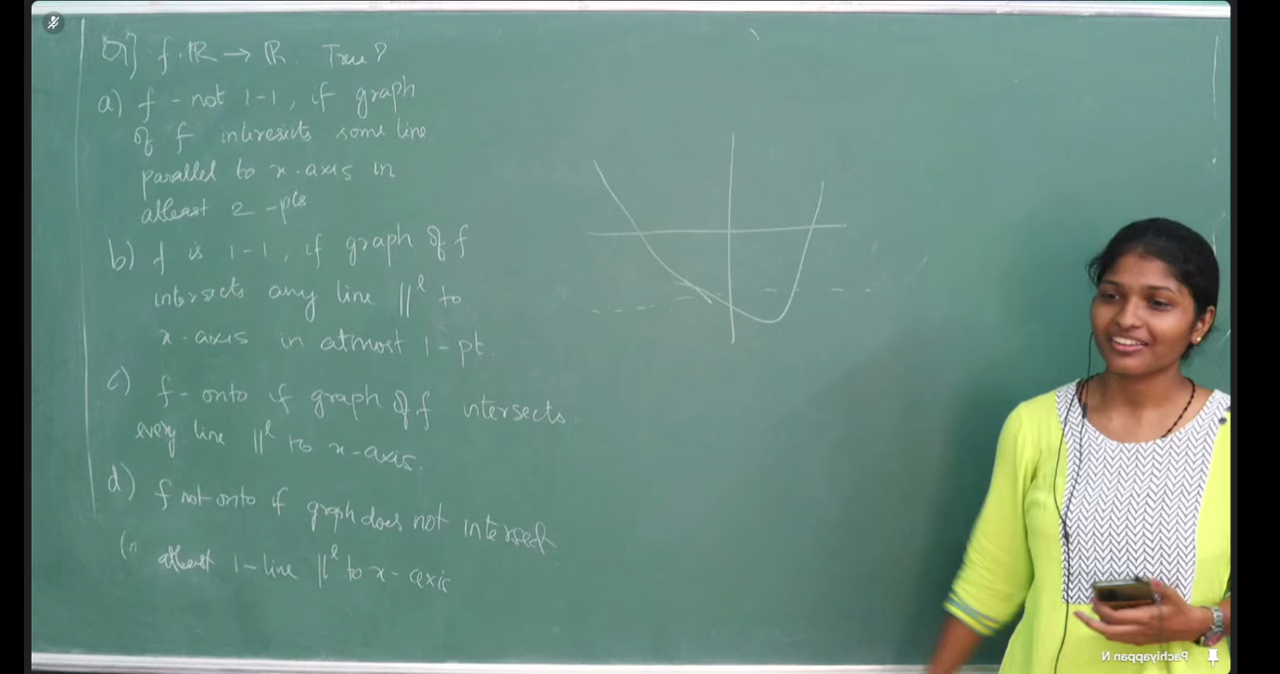 Q1] f: ℝ → ℝ. True?
a) f - not 1-1, if graph
of f interesects some line
parallel to x-axis in
atleast 2 - pts
b) f is 1-1, if graph of f
intersects any line ||ˡ to
x-axis in atmost 1 - pt.
c) f - onto if graph of f intersects
every line ||ˡ to x-axis.
d) f not onto if graph does not intersect
atleast 1 - line ||ˡ to x-axis
Pachiyappan N